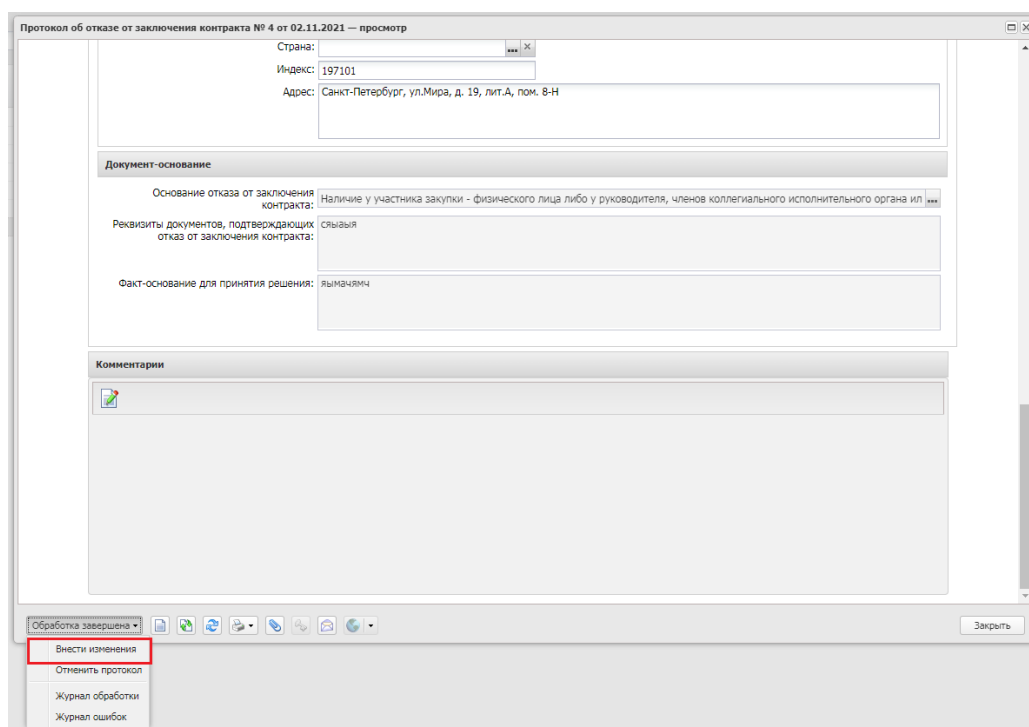 Протокол об отказе от заключения контракта № 4 от 02.11.2021 — просмотр
Страна:
Индекс: 197101
Адрес: Санкт-Петербург, ул.Мира, д. 19, лит.А, пом. 8-Н
Документ-основание
Основание отказа от заключения
контракта:
Наличие у участника закупки - физического лица либо у руководителя, членов коллегиального исполнительного органа ил
Реквизиты документов, подтверждающих
отказ от заключения контракта:
сяыаыя
Факт-основание для принятия решения: яымачямч
Комментарии
Обработка завершена
Закрыть
Внести изменения
Отменить протокол
Журнал обработки
Журнал ошибок